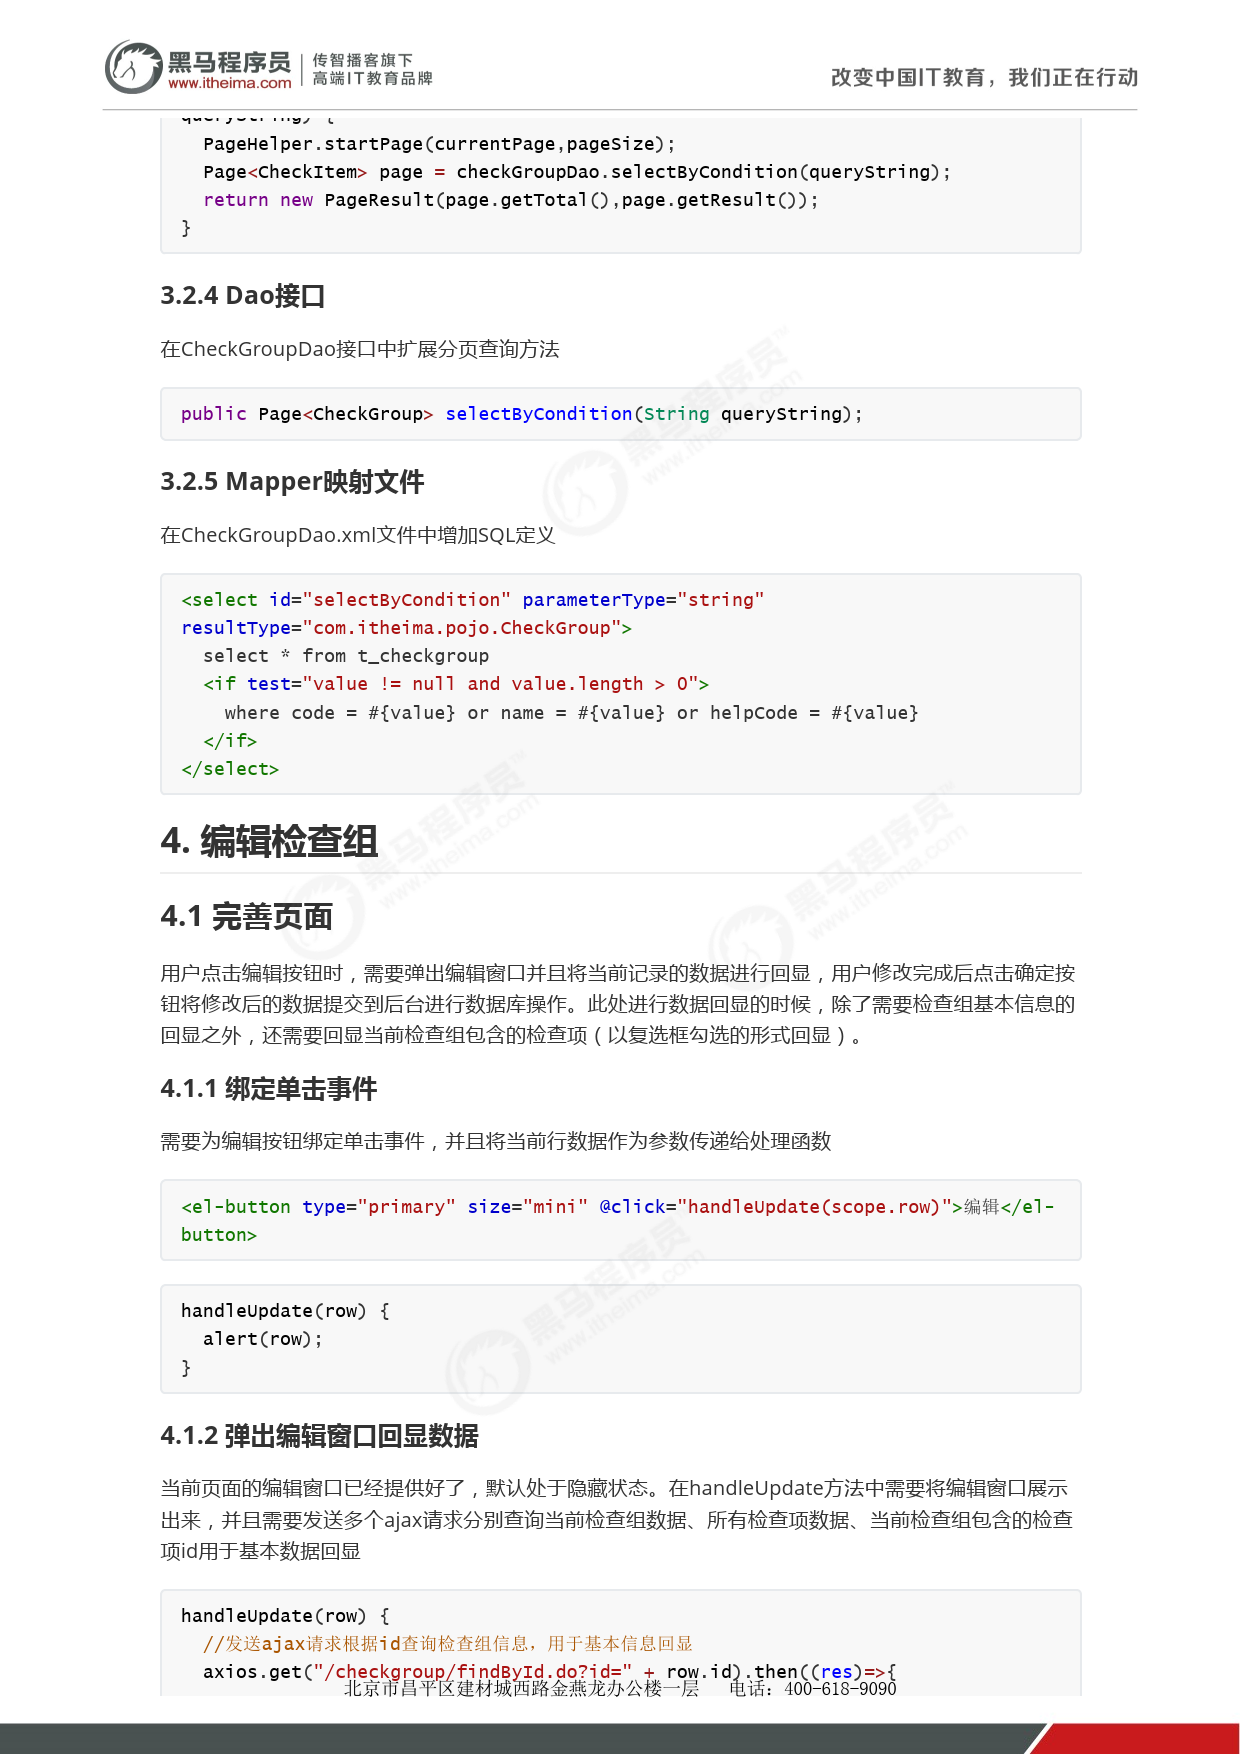 黑马程序员
www.itheima.com
传智播客旗下
高端IT教育品牌
改变中国IT教育，我们正在行动
queryString) {
  PageHelper.startPage(currentPage,pageSize);
  Page<CheckItem> page = checkGroupDao.selectByCondition(queryString);
  return new PageResult(page.getTotal(),page.getResult());
}
3.2.4 Dao接口
在CheckGroupDao接口中扩展分页查询方法
public Page<CheckGroup> selectByCondition(String queryString);
3.2.5 Mapper映射文件
在CheckGroupDao.xml文件中增加SQL定义
<select id="selectByCondition" parameterType="string"
resultType="com.itheima.pojo.CheckGroup">
  select * from t_checkgroup
  <if test="value != null and value.length > 0">
    where code = #{value} or name = #{value} or helpCode = #{value}
  </if>
</select>
4. 编辑检查组
4.1 完善页面
用户点击编辑按钮时，需要弹出编辑窗口并且将当前记录的数据进行回显，用户修改完成后点击确定按
钮将修改后的数据提交到后台进行数据库操作。此处进行数据回显的时候，除了需要检查组基本信息的
回显之外，还需要回显当前检查组包含的检查项（以复选框勾选的形式回显）。
4.1.1 绑定单击事件
需要为编辑按钮绑定单击事件，并且将当前行数据作为参数传递给处理函数
<el-button type="primary" size="mini" @click="handleUpdate(scope.row)">编辑</el-
button>
handleUpdate(row) {
  alert(row);
}
4.1.2 弹出编辑窗口回显数据
当前页面的编辑窗口已经提供好了，默认处于隐藏状态。在handleUpdate方法中需要将编辑窗口展示
出来，并且需要发送多个ajax请求分别查询当前检查组数据、所有检查项数据、当前检查组包含的检查
项id用于基本数据回显
handleUpdate(row) {
  //发送ajax请求根据id查询检查组信息，用于基本信息回显
  axios.get("/checkgroup/findById.do?id=" + row.id).then((res)=>{
北京市昌平区建材城西路金燕龙办公楼一层   电话：400-618-9090